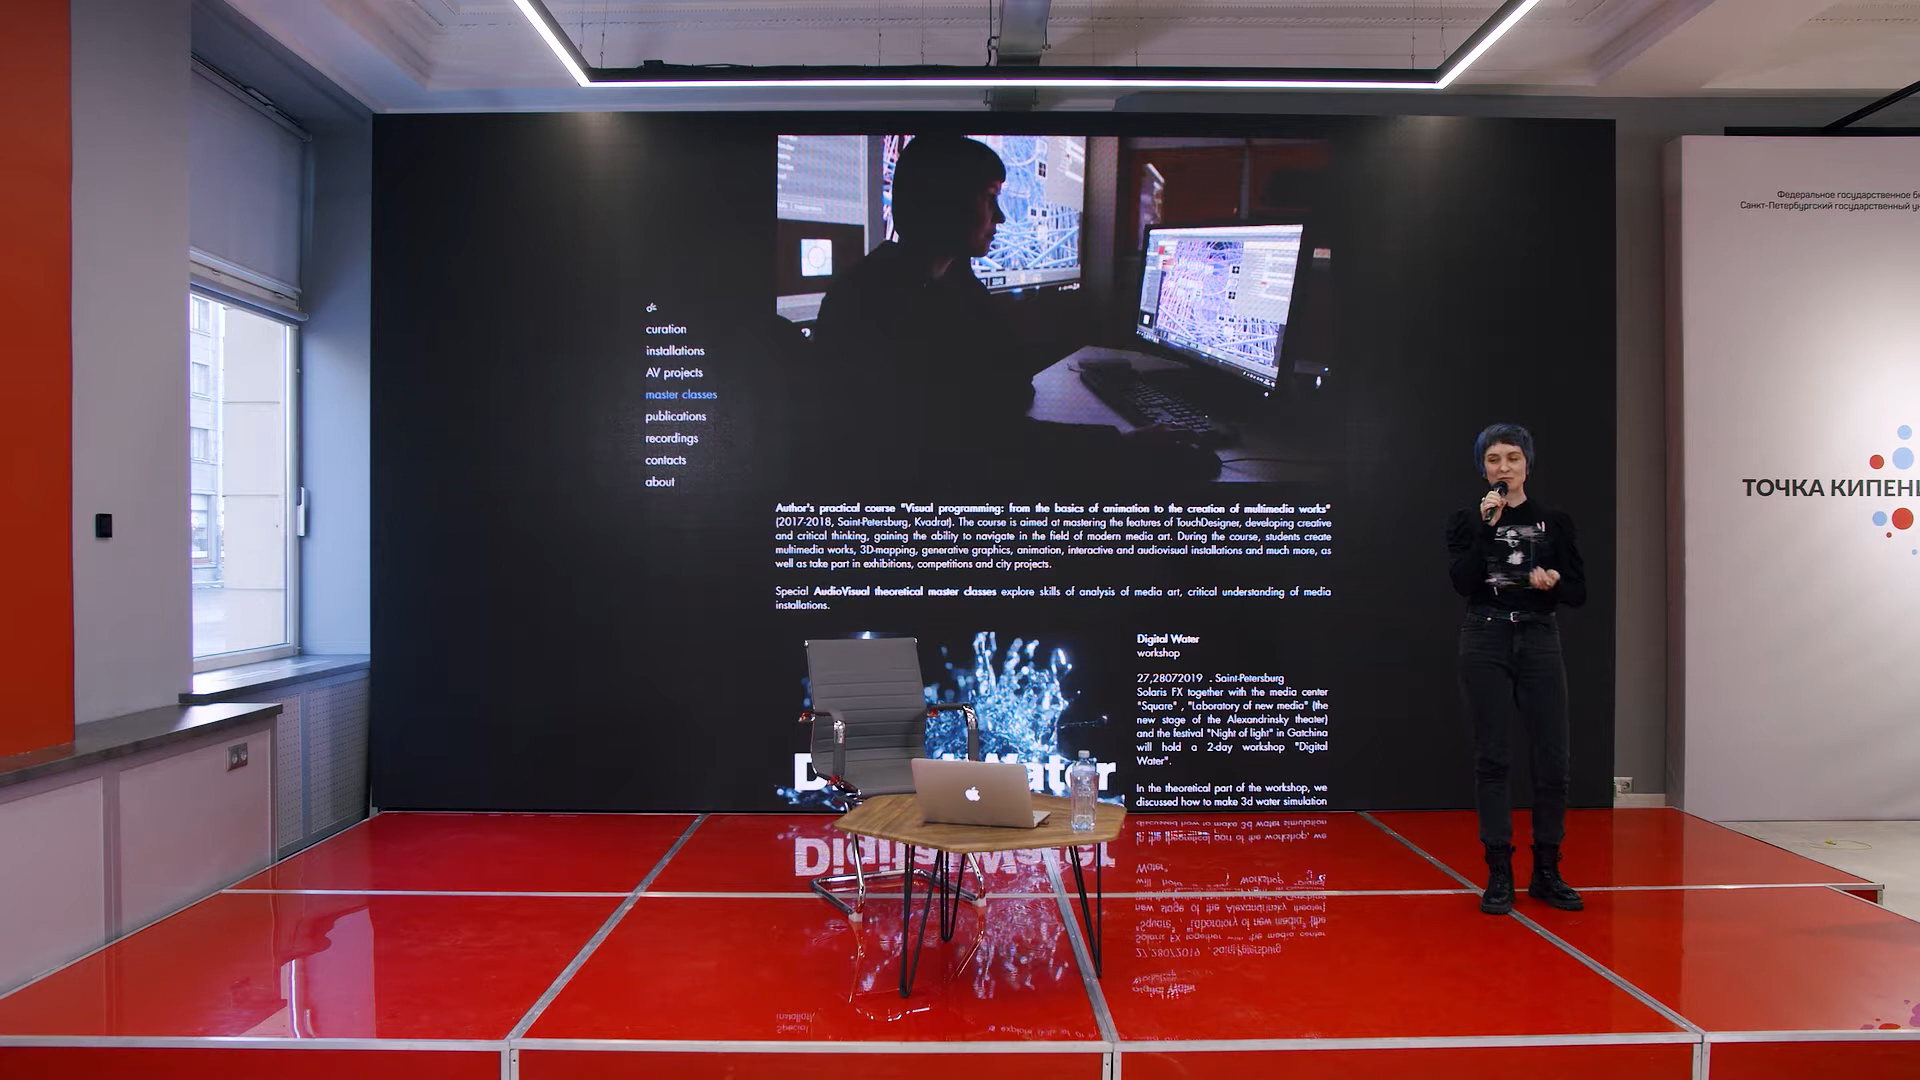 curation
installations
AV projects
master classes
publications
recordings
contacts
about
Author's practical course "Visual programming: from the basics of animation to the creation of multimedia works"
(2017-2018, Saint-Petersburg, Kvadrat). The course is aimed at mastering the features of TouchDesigner, developing creative
and critical thinking, gaining the ability to navigate in the field of modern media art. During the course, students create
multimedia works, 3D-mapping, generative graphics, animation, interactive and audiovisual installations and much more, as
well as take part in exhibitions, competitions and city projects.
Special AudioVisual theoretical master classes explore skills of analysis of media art, critical understanding of media
installations.
Digital Water
workshop
27,28072019 . Saint-Petersburg
Solaris FX together with the media center
"Square" , "Laboratory of new media" (the
new stage of the Alexandrinsky theater)
and the festival "Night of light" in Gatchina
will hold a 2-day workshop "Digital
Water".
In the theoretical part of the workshop, we
discussed how to make 3d water simulation
Федеральное государственное
Санкт-Петербургский государственный
ТОЧКА КИПЕН